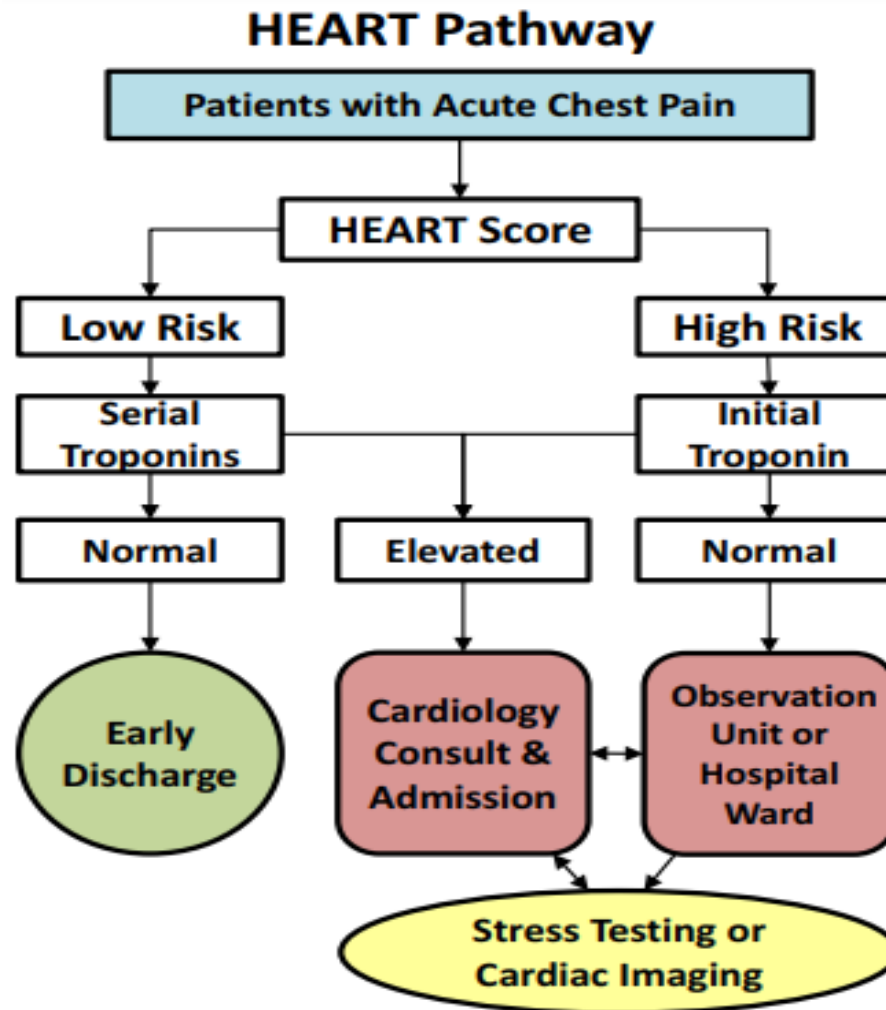 HEART Pathway
Patients with Acute Chest Pain
HEART Score
Low Risk
High Risk
Serial
Troponins
Initial
Troponin
Normal
Elevated
Normal
Early
Discharge
Cardiology
Consult &
Admission
Observation
Unit or
Hospital
Ward
Stress Testing or
Cardiac Imaging